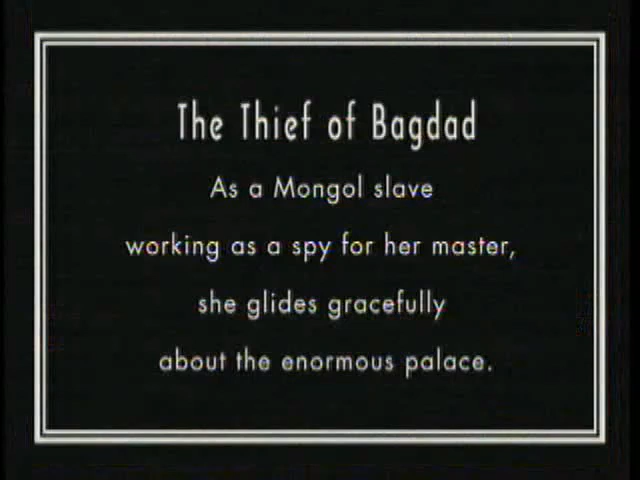 The Thief of Bagdad
As a Mongol slave
working as a spy for her master,
she glides gracefully
about the enormous palace.